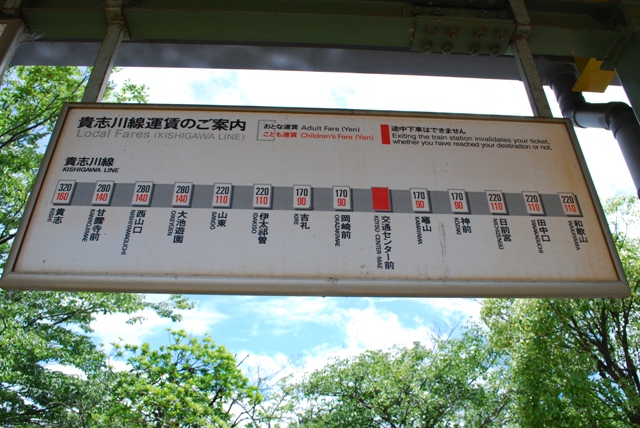 貴志川線運賃のご案内
Local Fares (KISHIGAWA LINE)
おとな運賃 Adult Fare (Yen)
こども運賃 Children's Fare (Yen)
途中下車はできません
Exiting the train station invalidates your ticket,
whether you have reached your destination or not.
貴志川線
KISHIGAWA LINE
320 280 280 280 220 220 170 170 170 170 220 220 220
160 140 140 140 110 110 90 90 90 90 110 110 110
貴志 甘露寺前 西山口 大池遊園 山東 伊太祈曽 吉礼 岡崎前 交通センター前 竈山 神前 日前宮 田中口 和歌山